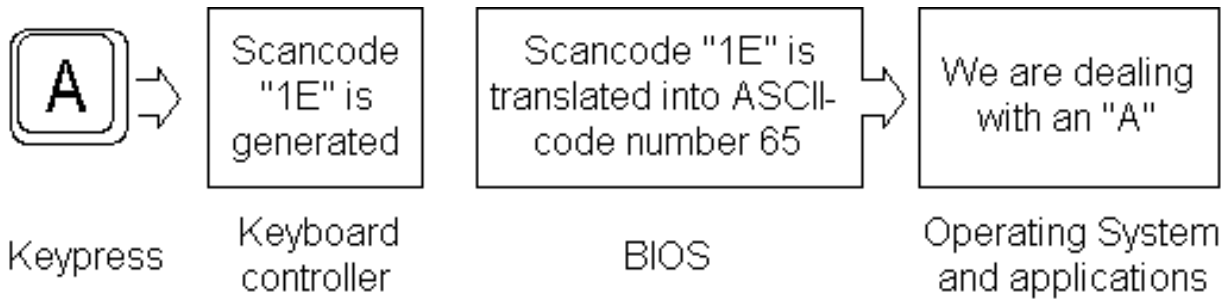 A
Scancode
"1E" is
generated
Scancode "1E" is
translated into ASCII-
code number 65
We are dealing
with an "A"
Keypress
Keyboard
controller
BIOS
Operating System
and applications